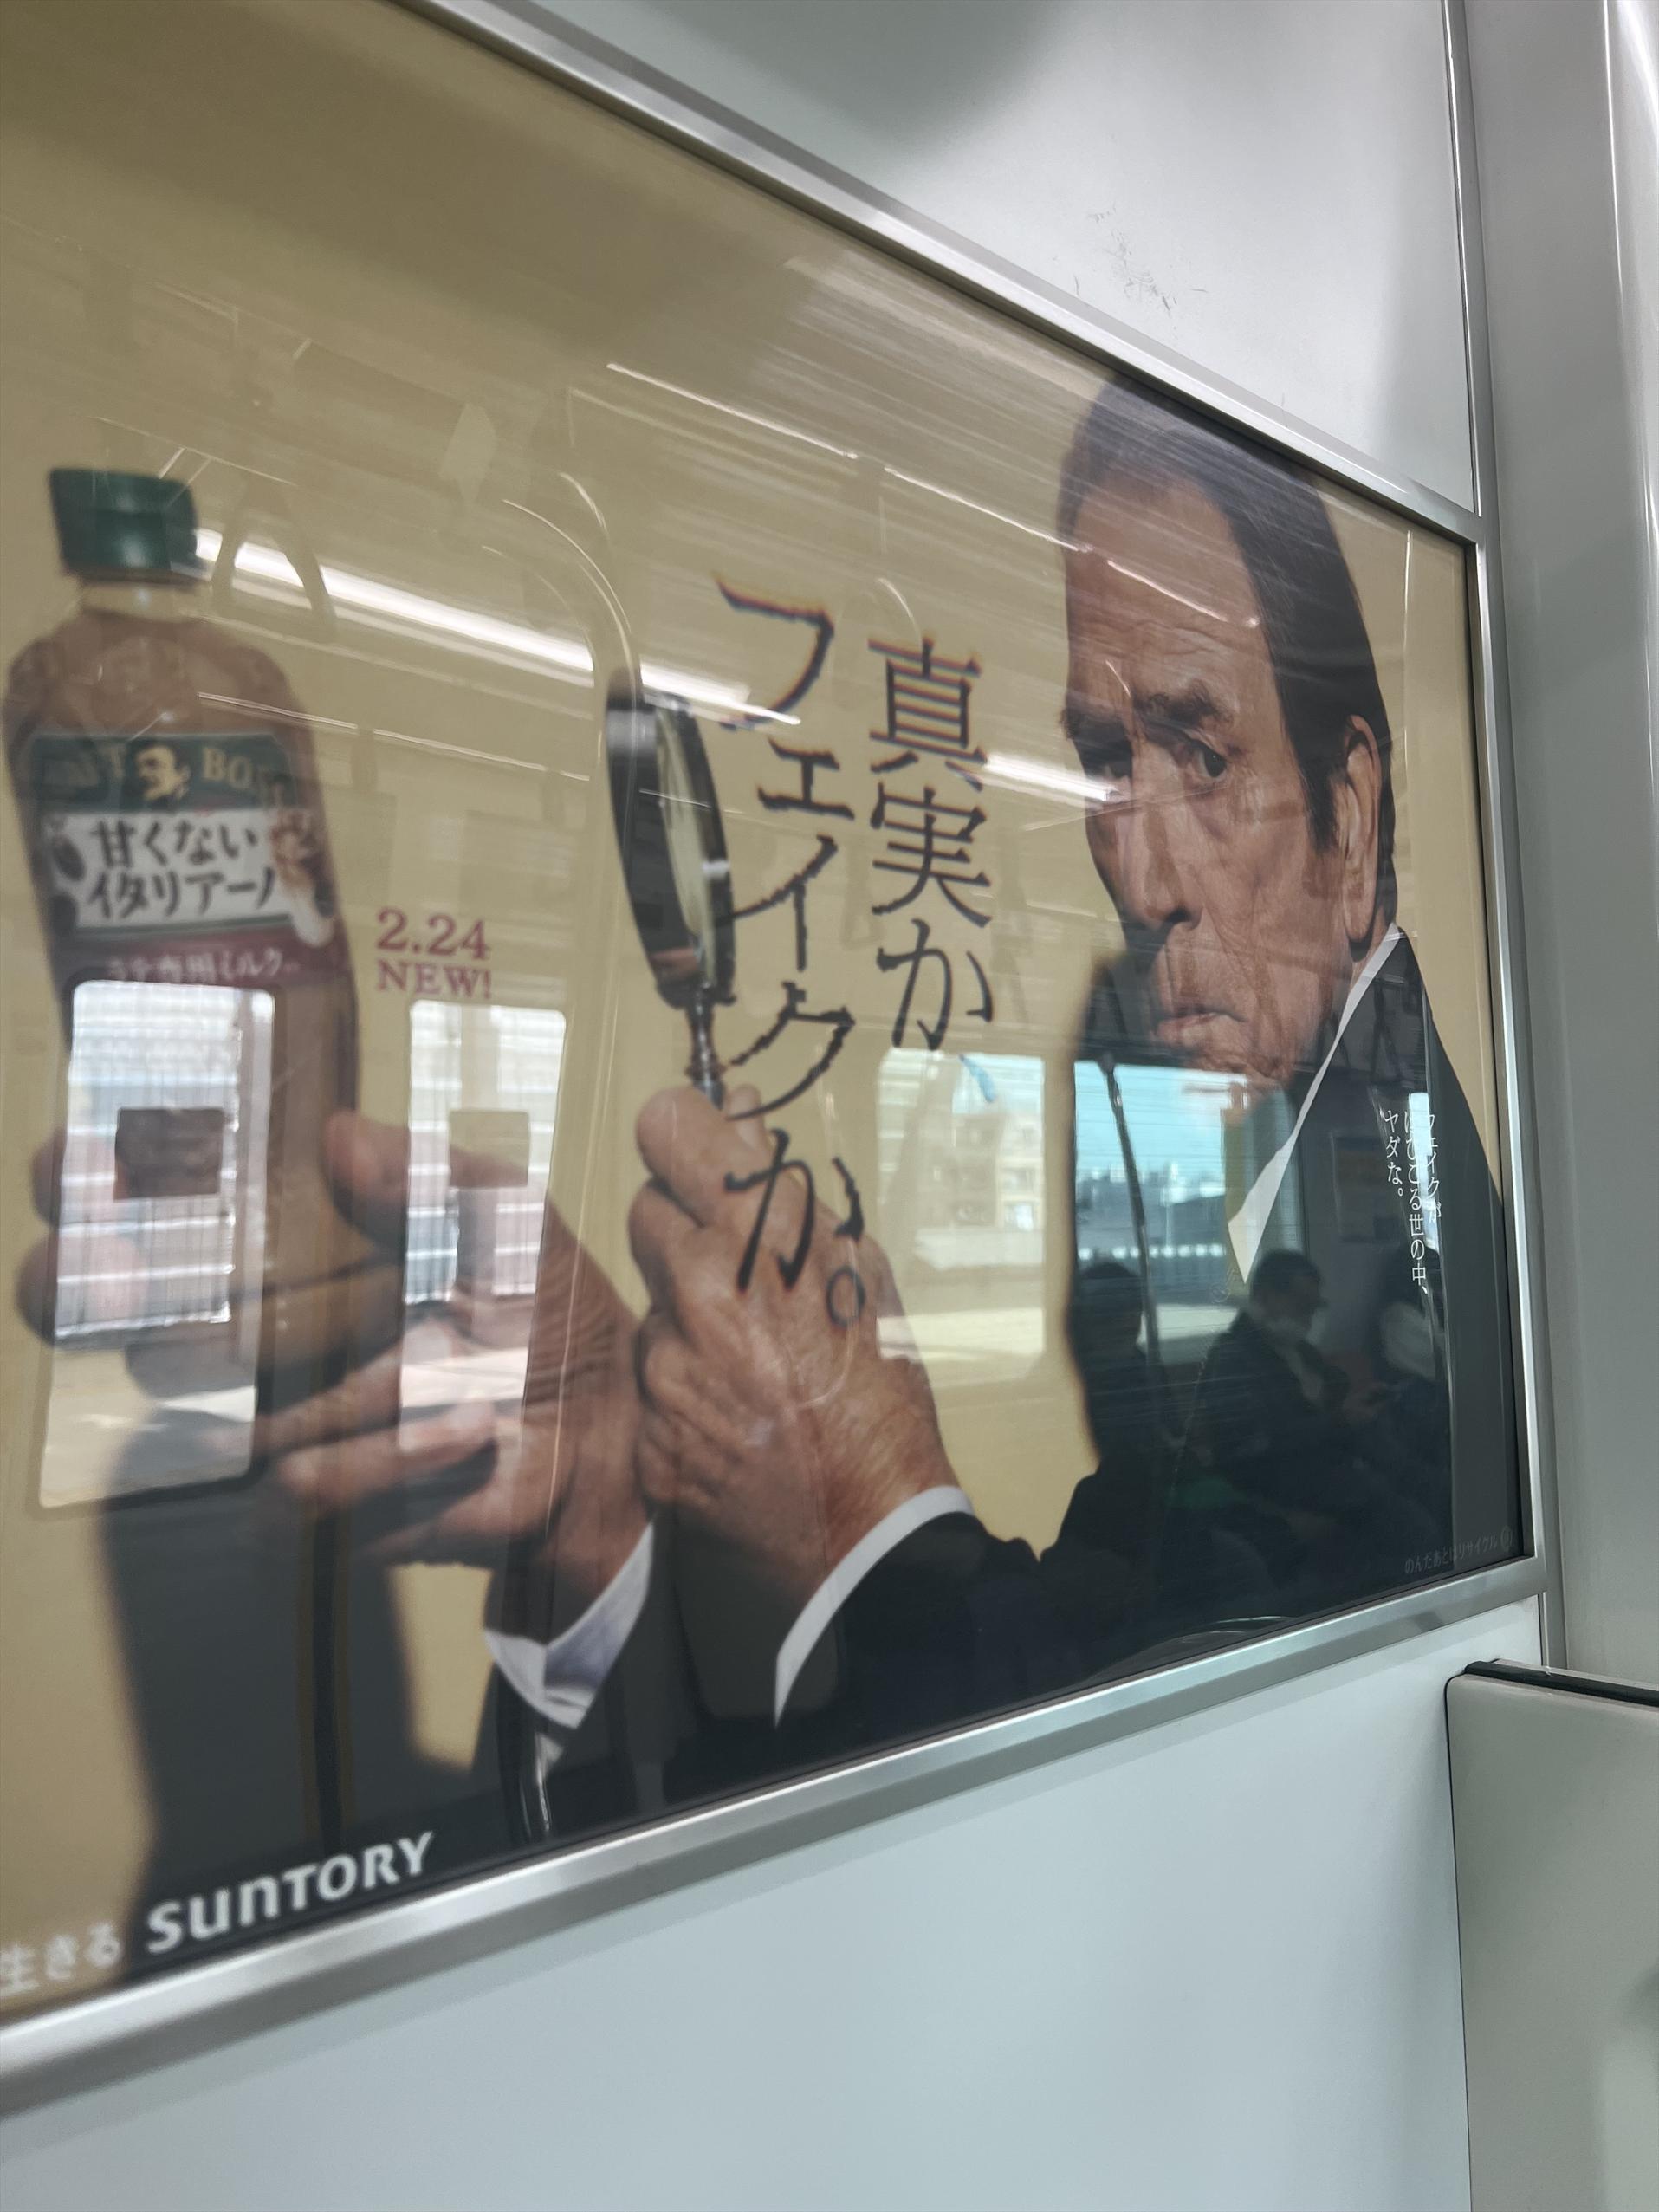 真実か、
フェイクか。
フェイクが
はびこる世の中、
ヤダな。
BO
甘くない
イタリアーノ
2.24
NEW!
のんだあとはリサイクル
生きる SUNTORY